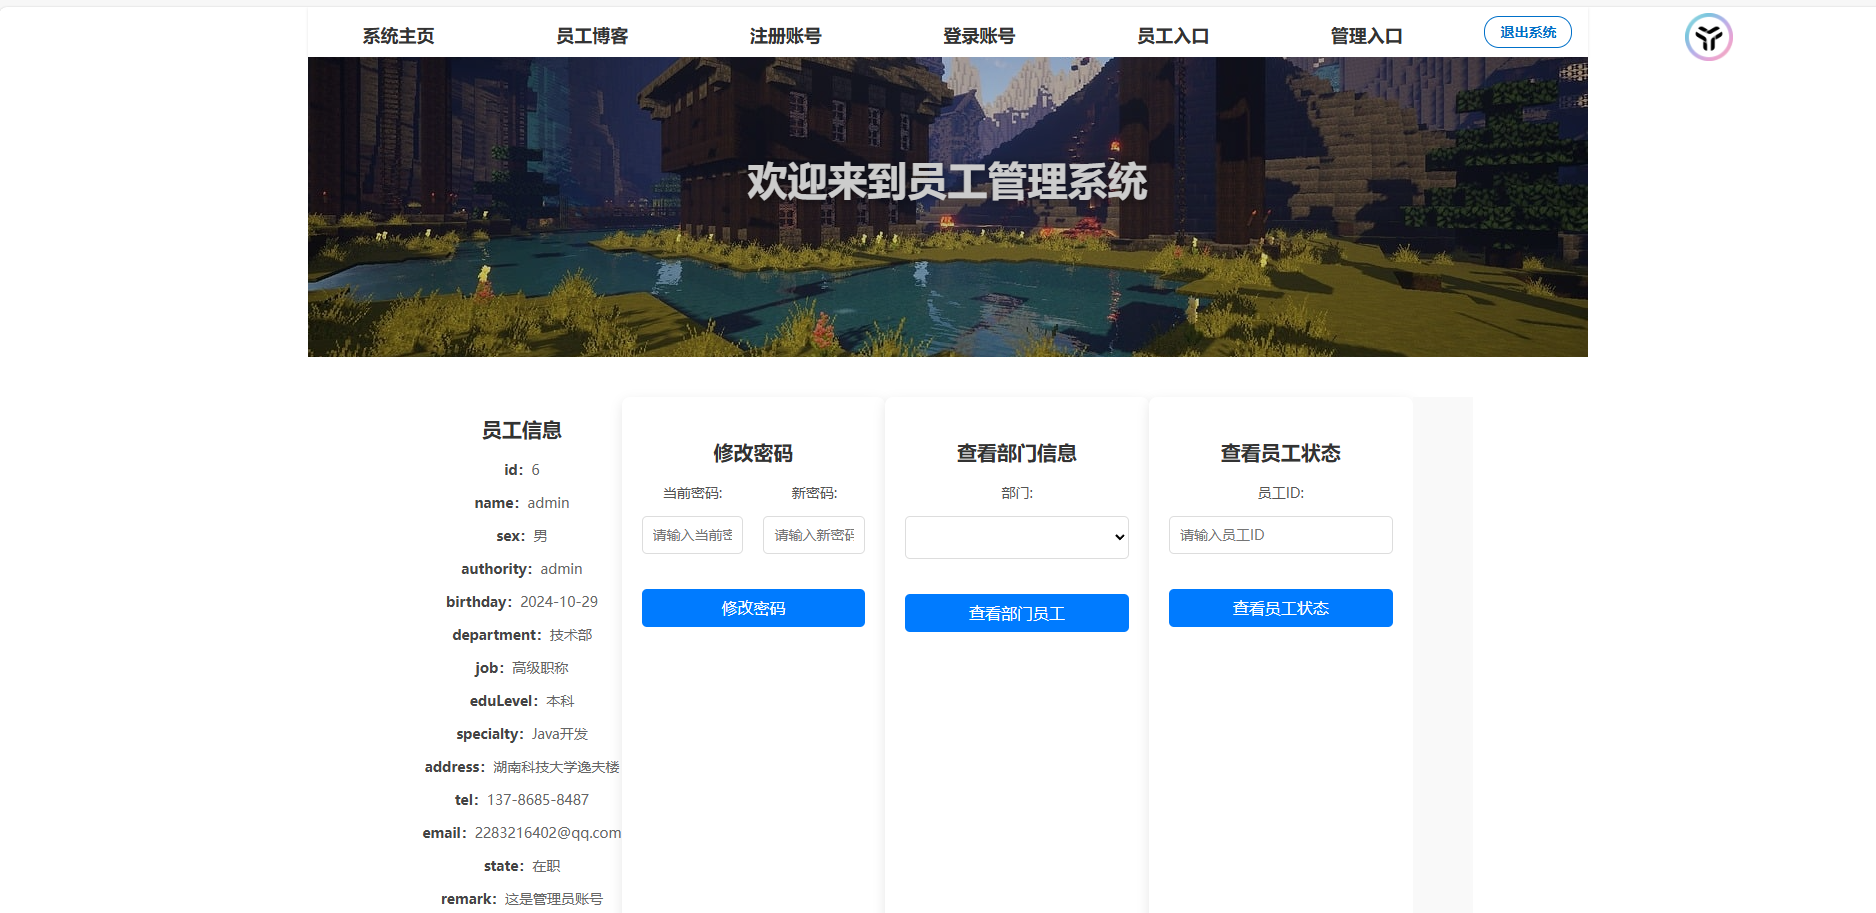 系统主页 员工博客 注册账号 登录账号 员工入口 管理入口 退出系统
欢迎来到员工管理系统
员工信息
id：6
name：admin
sex：男
authority：admin
birthday：2024-10-29
department：技术部
job：高级职称
eduLevel：本科
specialty：Java开发
address：湖南科技大学逸夫楼
tel：137-8685-8487
email：2283216402@qq.com
state：在职
remark：这是管理员账号
修改密码
当前密码: 新密码:
请输入当前密 请输入新密码
修改密码
查看部门信息
部门:
查看部门员工
查看员工状态
员工ID:
请输入员工ID
查看员工状态